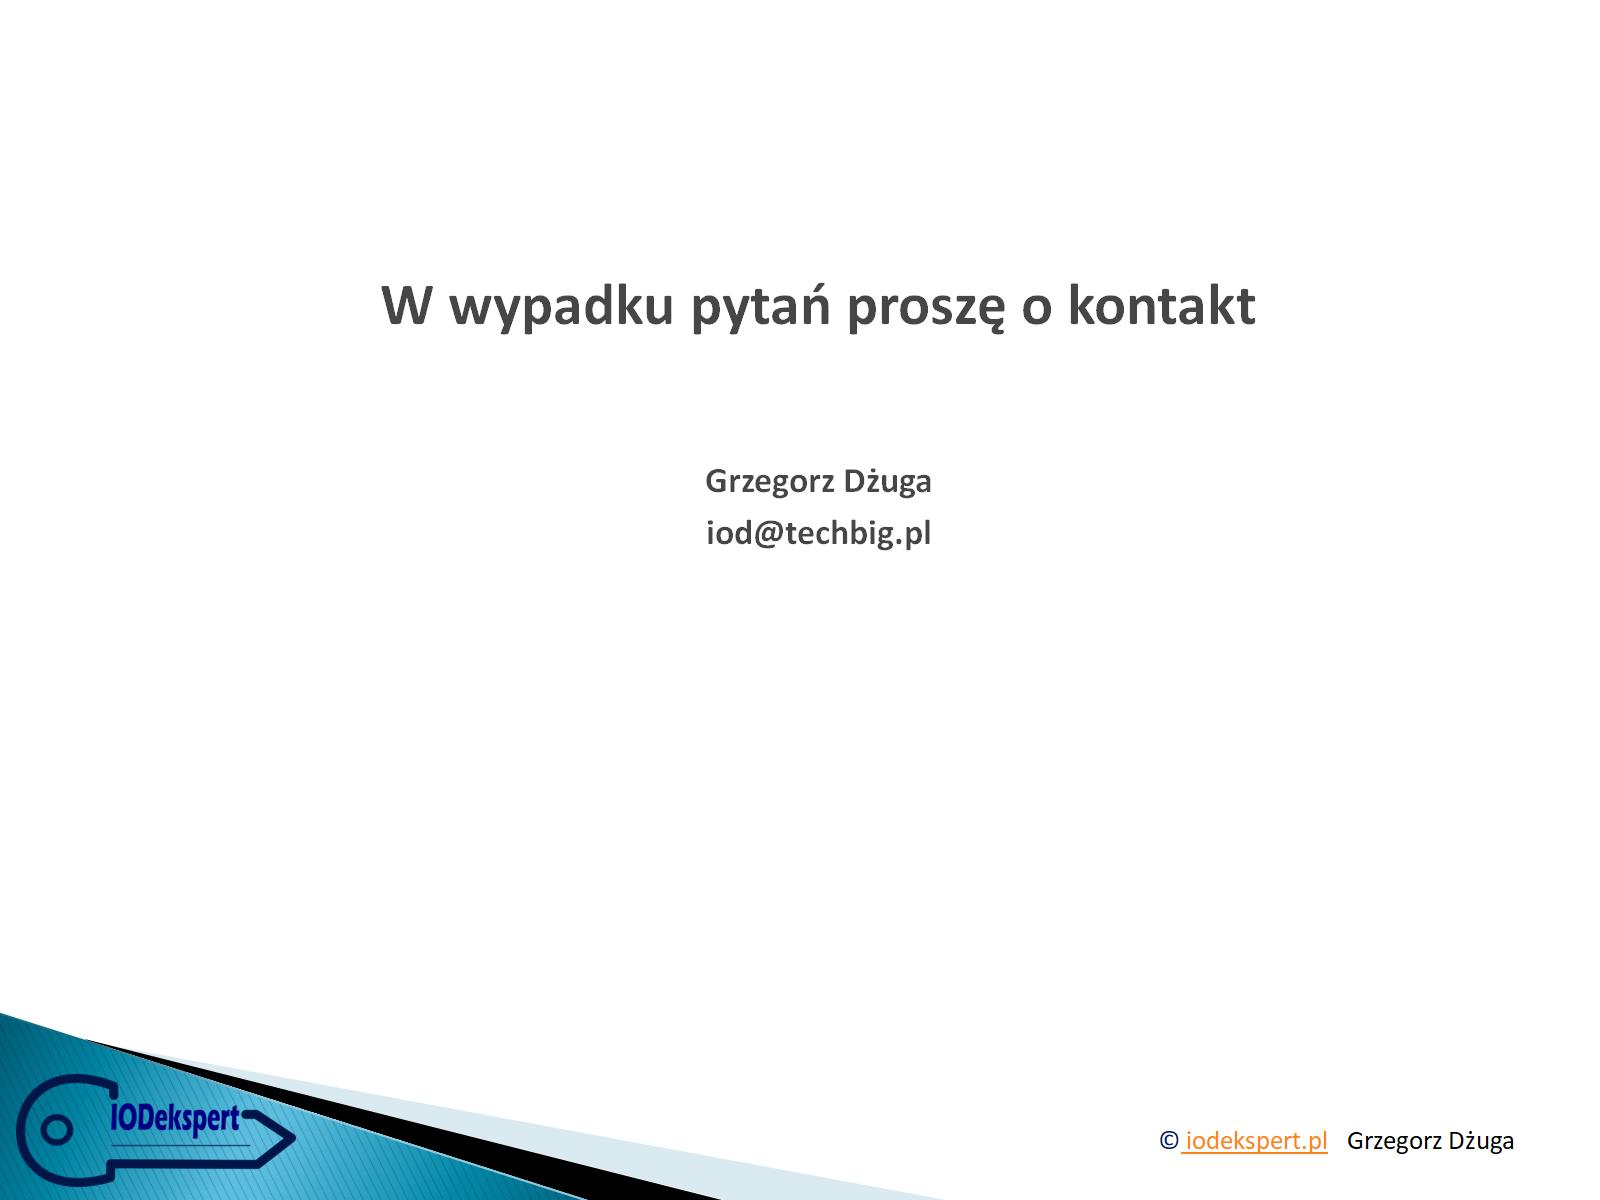 W wypadku pytań proszę o kontakt
Grzegorz Dżuga
iod@techbig.pl
IODekspert
© iodekspert.pl Grzegorz Dżuga